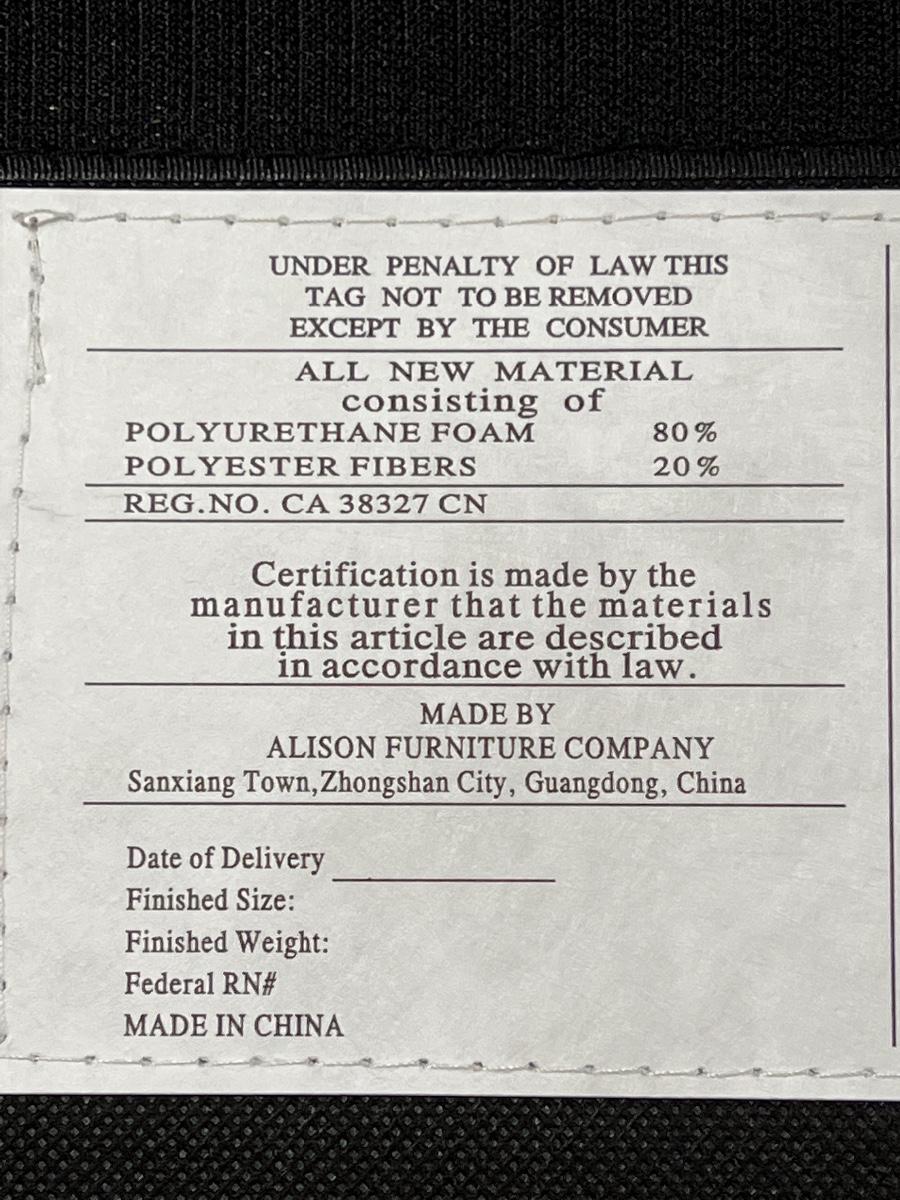 UNDER PENALTY OF LAW THIS
TAG NOT TO BE REMOVED
EXCEPT BY THE CONSUMER
ALL NEW MATERIAL
consisting of
POLYURETHANE FOAM 80%
POLYESTER FIBERS 20%
REG.NO. CA 38327 CN
Certification is made by the
manufacturer that the materials
in this article are described
in accordance with law.
MADE BY
ALISON FURNITURE COMPANY
Sanxiang Town,Zhongshan City, Guangdong, China
Date of Delivery
Finished Size:
Finished Weight:
Federal RN#
MADE IN CHINA